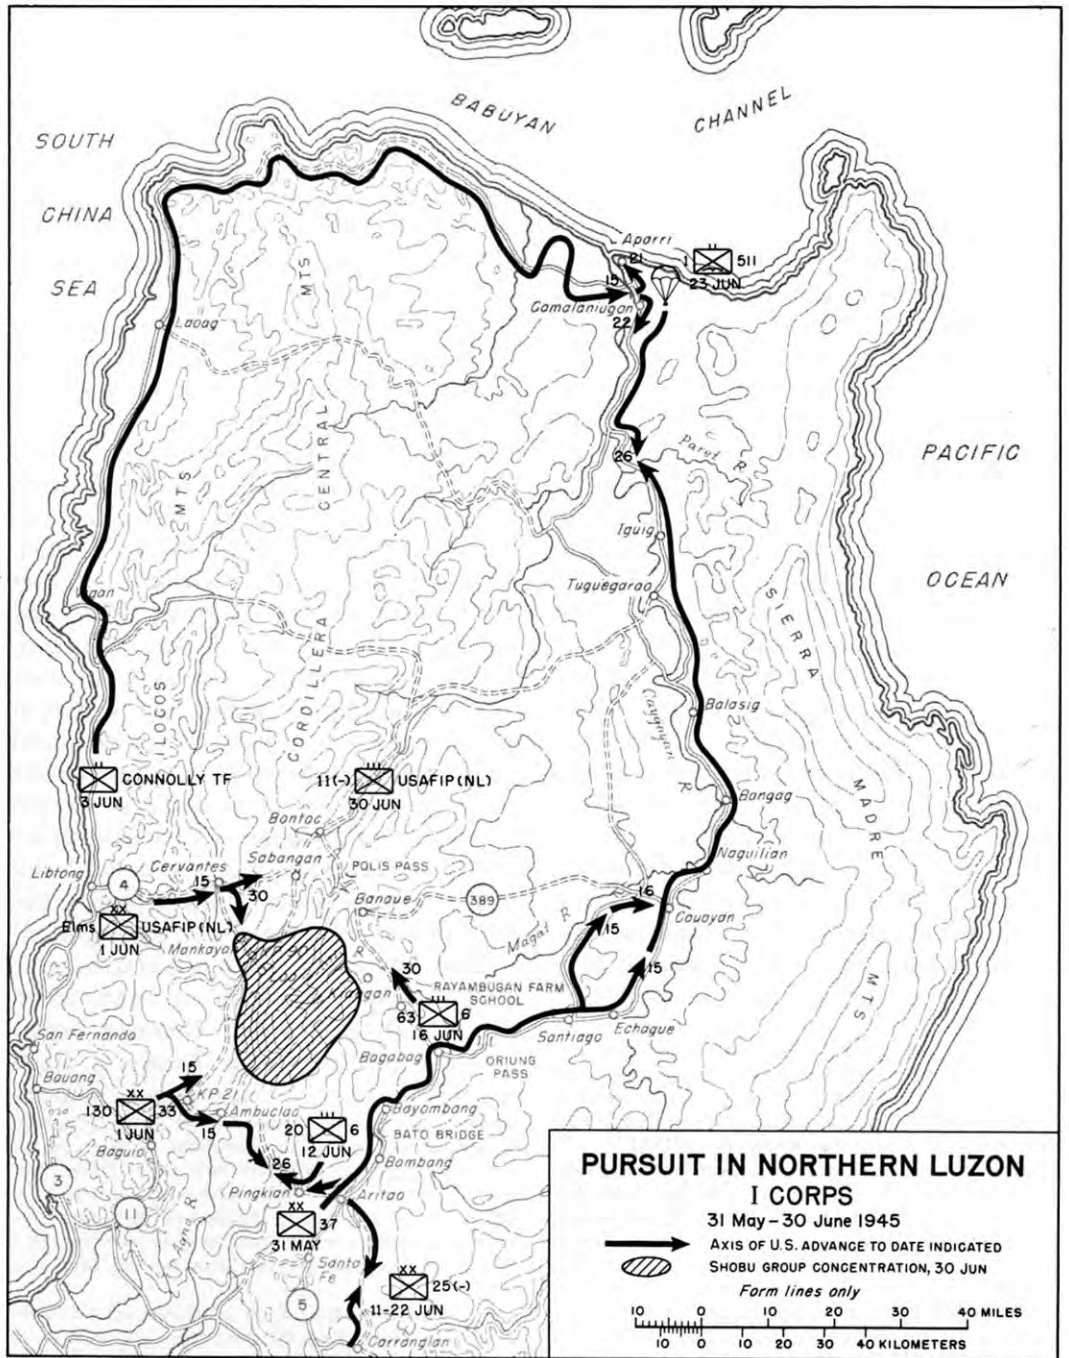 BABUYAN
CHANNEL
SOUTH
CHINA
SEA
Aparri
21
1
511
23 JUN
15
Camalaniugan
22
MTS
Laoag
CENTRAL
Paret R
26
PACIFIC
OCEAN
MTS
Iguig
Tuguegarao
SIERRA
CORDILLERA
ILOCOS
Balasig
Cagayan
R
CONNOLLY TF
3 JUN
11(-)
USAFIP(NL)
30 JUN
Bangag
MADRE
Bontoc
Sabangan
POLIS PASS
Naguilian
Libtong
4
Cervantes
15
30
Banaue
389
16
Cauayan
XX
Elms
USAFIP(NL)
1 JUN
Mankayan
R
Magat R
15
15
30
RAYAMBUGAN FARM
SCHOOL
63
6
16 JUN
MTS
San Fernando
Santiago
Echague
Bagabag
ORIUNG
PASS
Bauang
15
KP 21
XX
130
33
1 JUN
Ambuclao
15
Bayombong
BATO BRIDGE
20
6
12 JUN
Baguio
26
Bambang
Pingkian
Aritao
3
11
Agno R
XX
37
31 MAY
Santa
Fe
5
XX
25(-)
11-22 JUN
Carranglan
PURSUIT IN NORTHERN LUZON
I CORPS
31 May – 30 June 1945
AXIS OF U.S. ADVANCE TO DATE INDICATED
SHOBU GROUP CONCENTRATION, 30 JUN
Form lines only
10 0 10 20 30 40 MILES
10 0 10 20 30 40 KILOMETERS